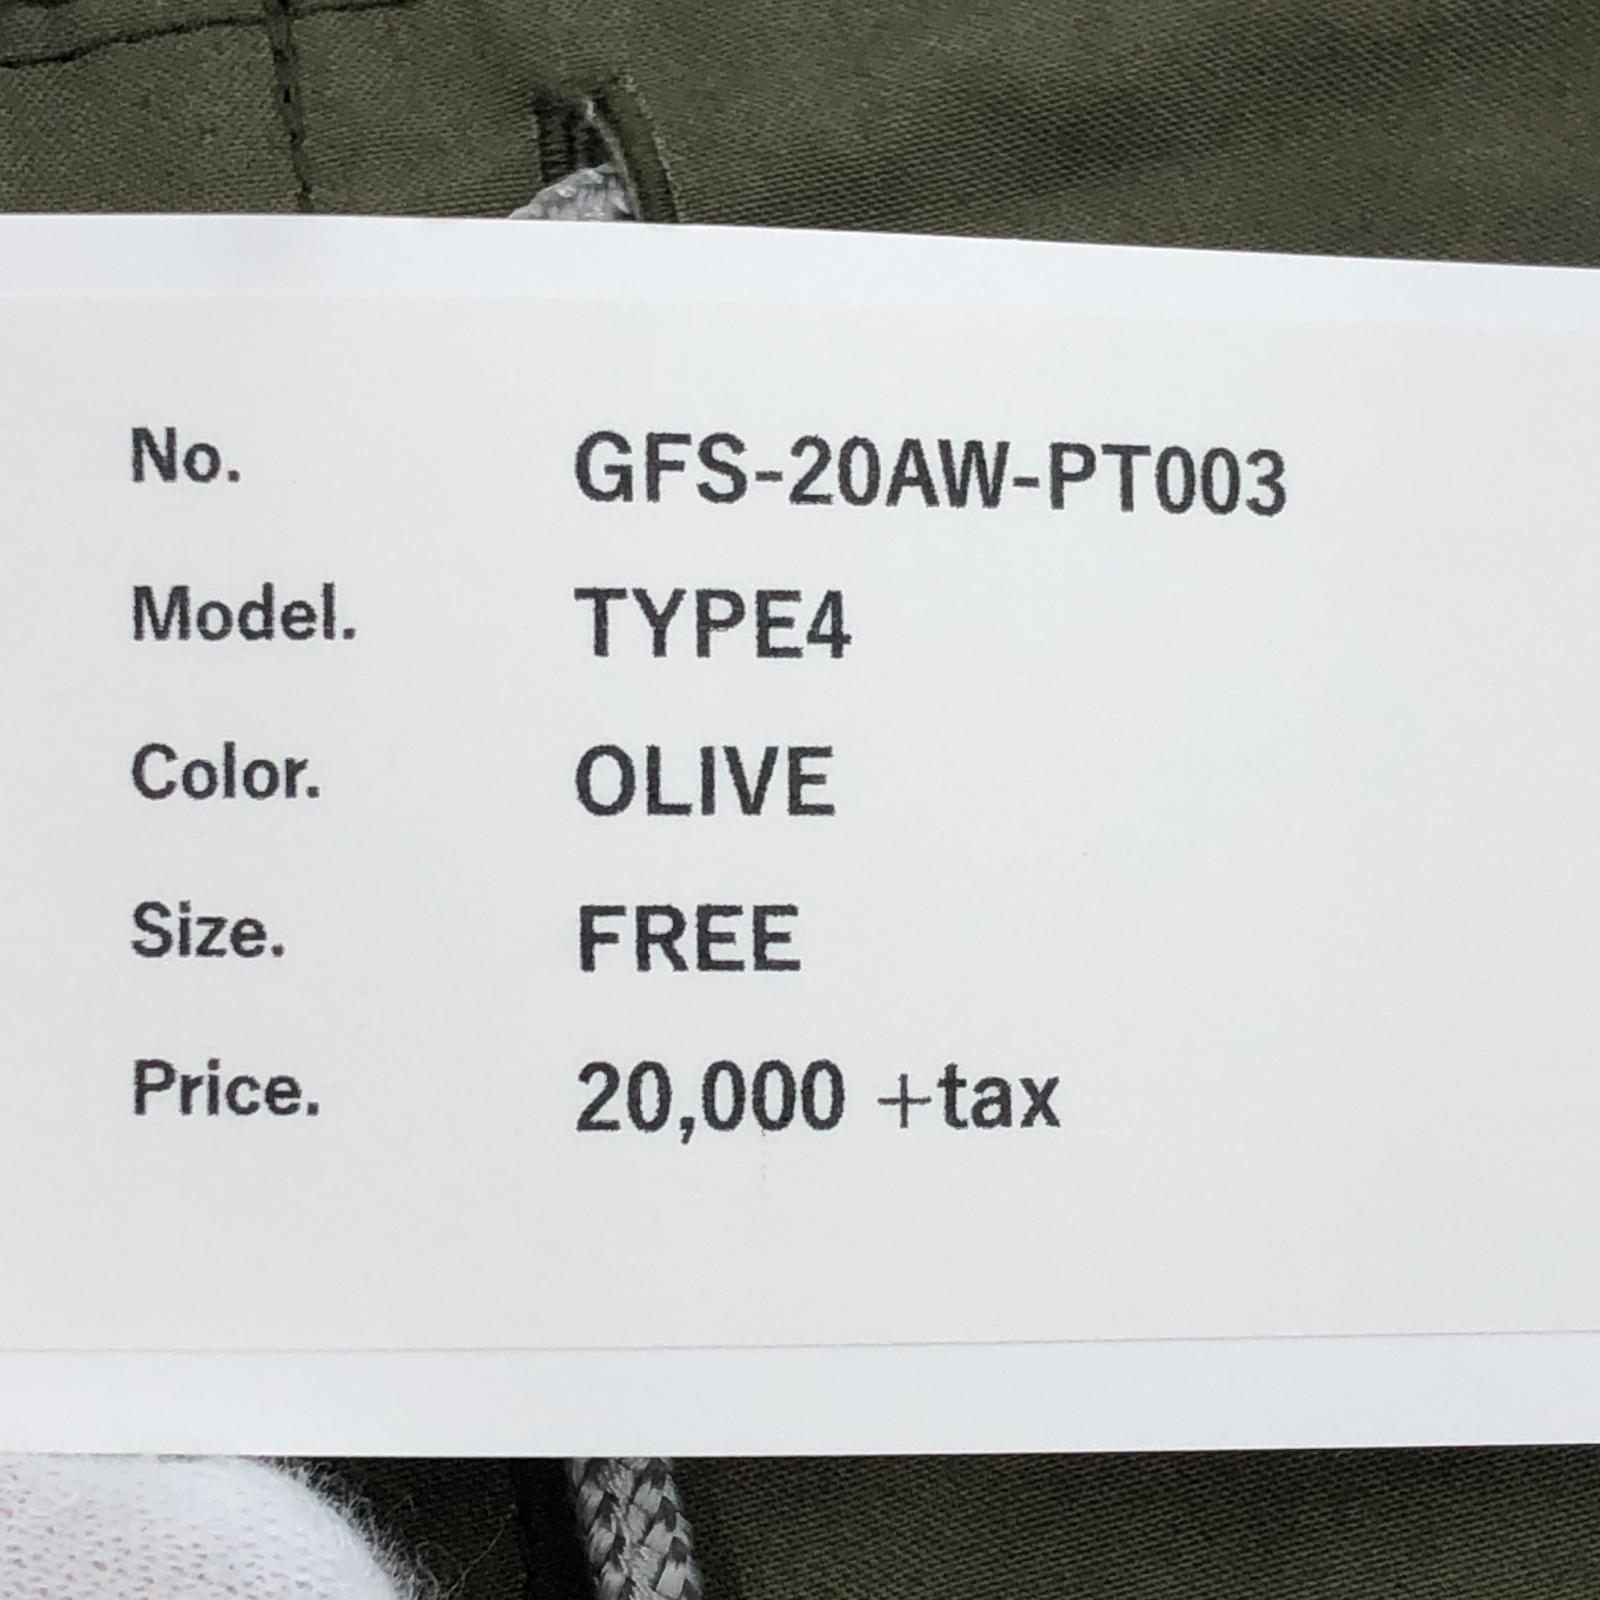 No. GFS-20AW-PT003
Model. TYPE4
Color. OLIVE
Size. FREE
Price. 20,000 +tax